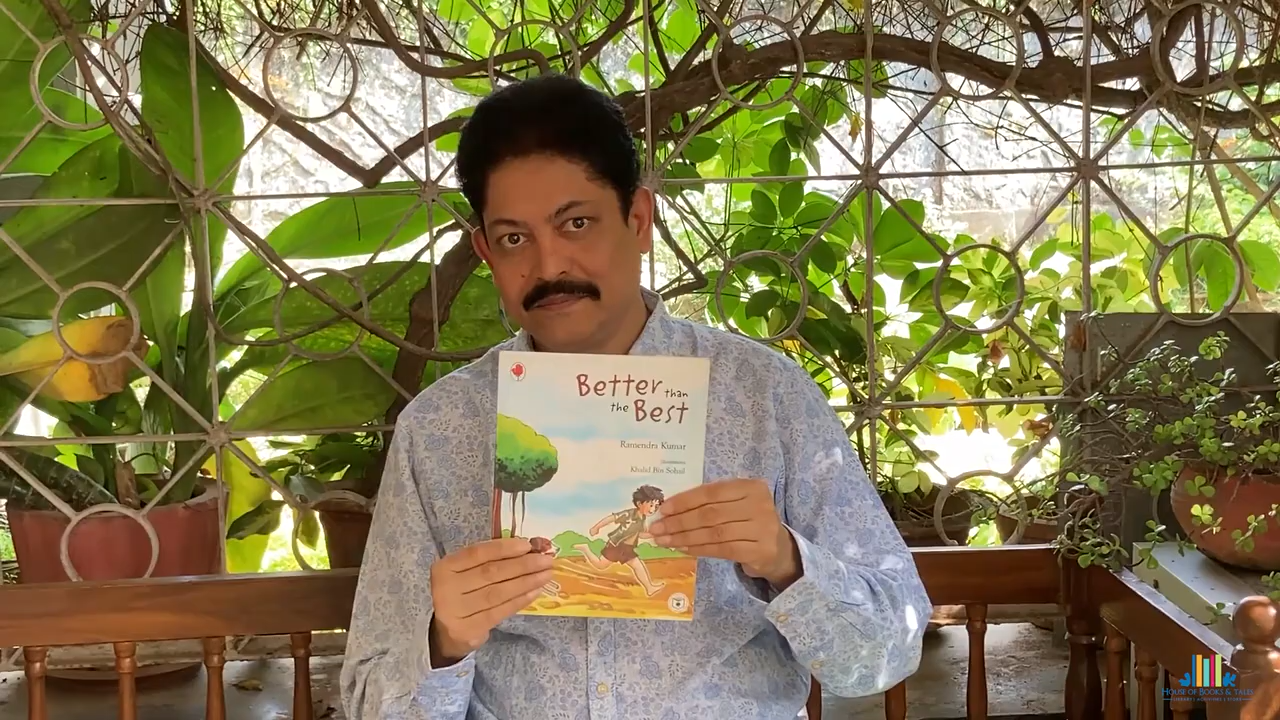 Better than
the Best
Ramendra Kumar
Khalid Bin Sohail
HOUSE OF BOOKS & TALES